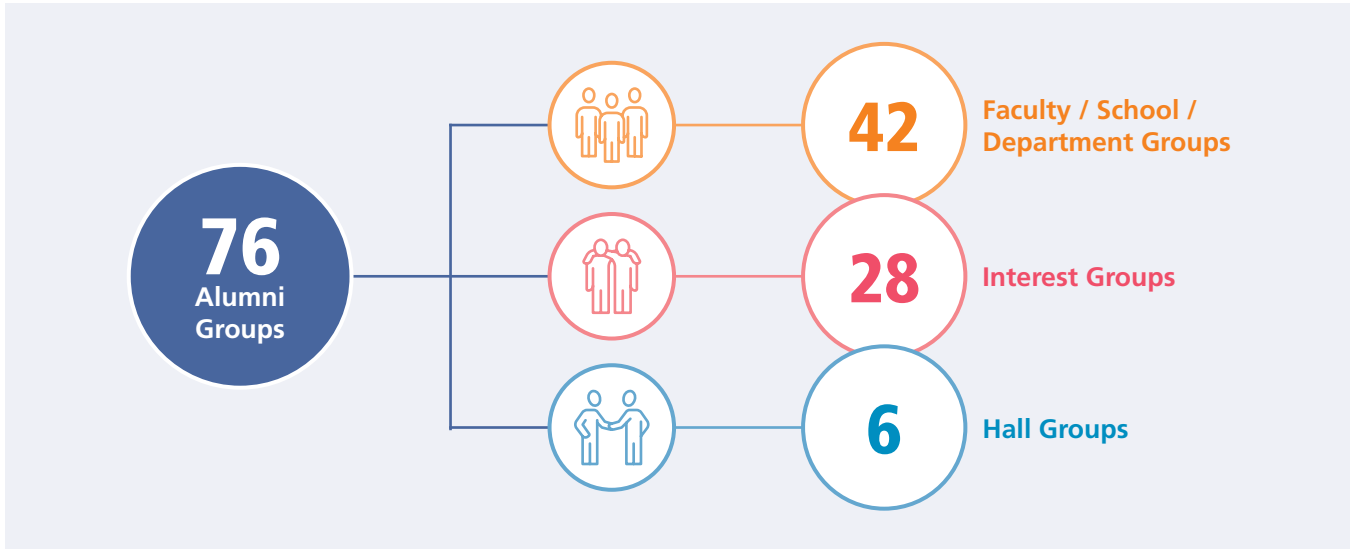 76
Alumni
Groups
42
Faculty / School /
Department Groups
28
Interest Groups
6
Hall Groups